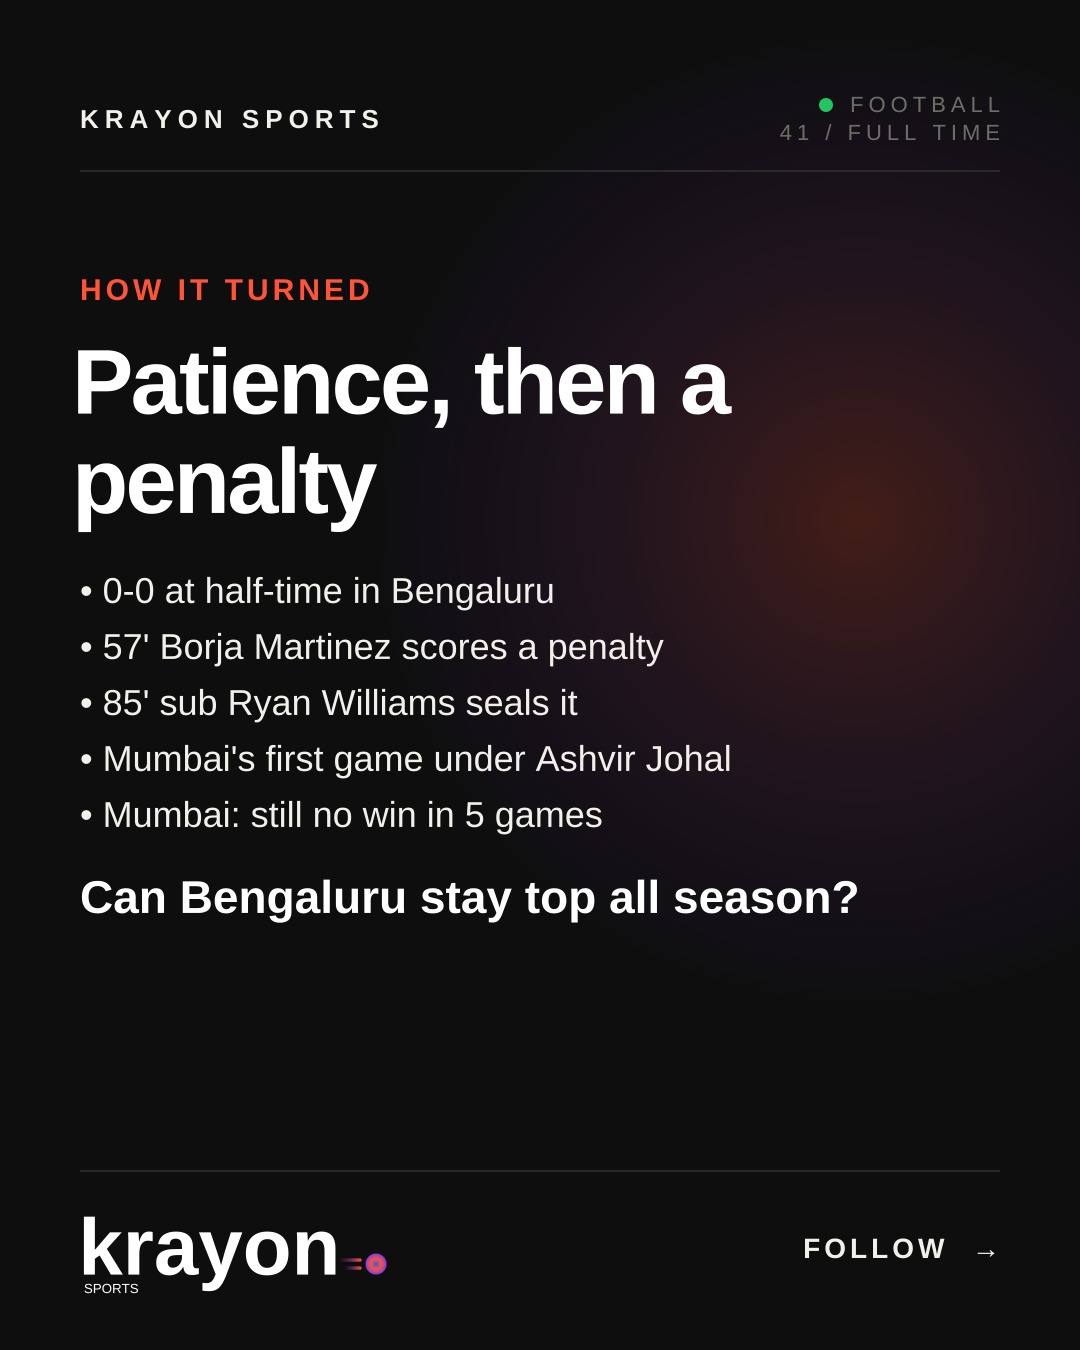 KRAYON SPORTS
FOOTBALL
41 / FULL TIME
HOW IT TURNED
Patience, then a
penalty
• 0-0 at half-time in Bengaluru
• 57' Borja Martinez scores a penalty
• 85' sub Ryan Williams seals it
• Mumbai's first game under Ashvir Johal
• Mumbai: still no win in 5 games
Can Bengaluru stay top all season?
krayon
SPORTS
FOLLOW →